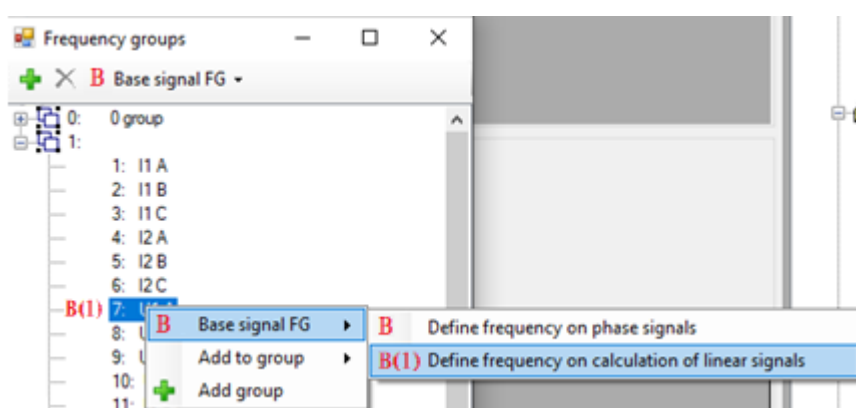 Frequency groups
B Base signal FG
0: 0 group
1:
1: I1 A
2: I1 B
3: I1 C
4: I2 A
5: I2 B
6: I2 C
B(1) 7:
8:
9:
10:
11:
B Base signal FG
Add to group
Add group
B Define frequency on phase signals
B(1) Define frequency on calculation of linear signals